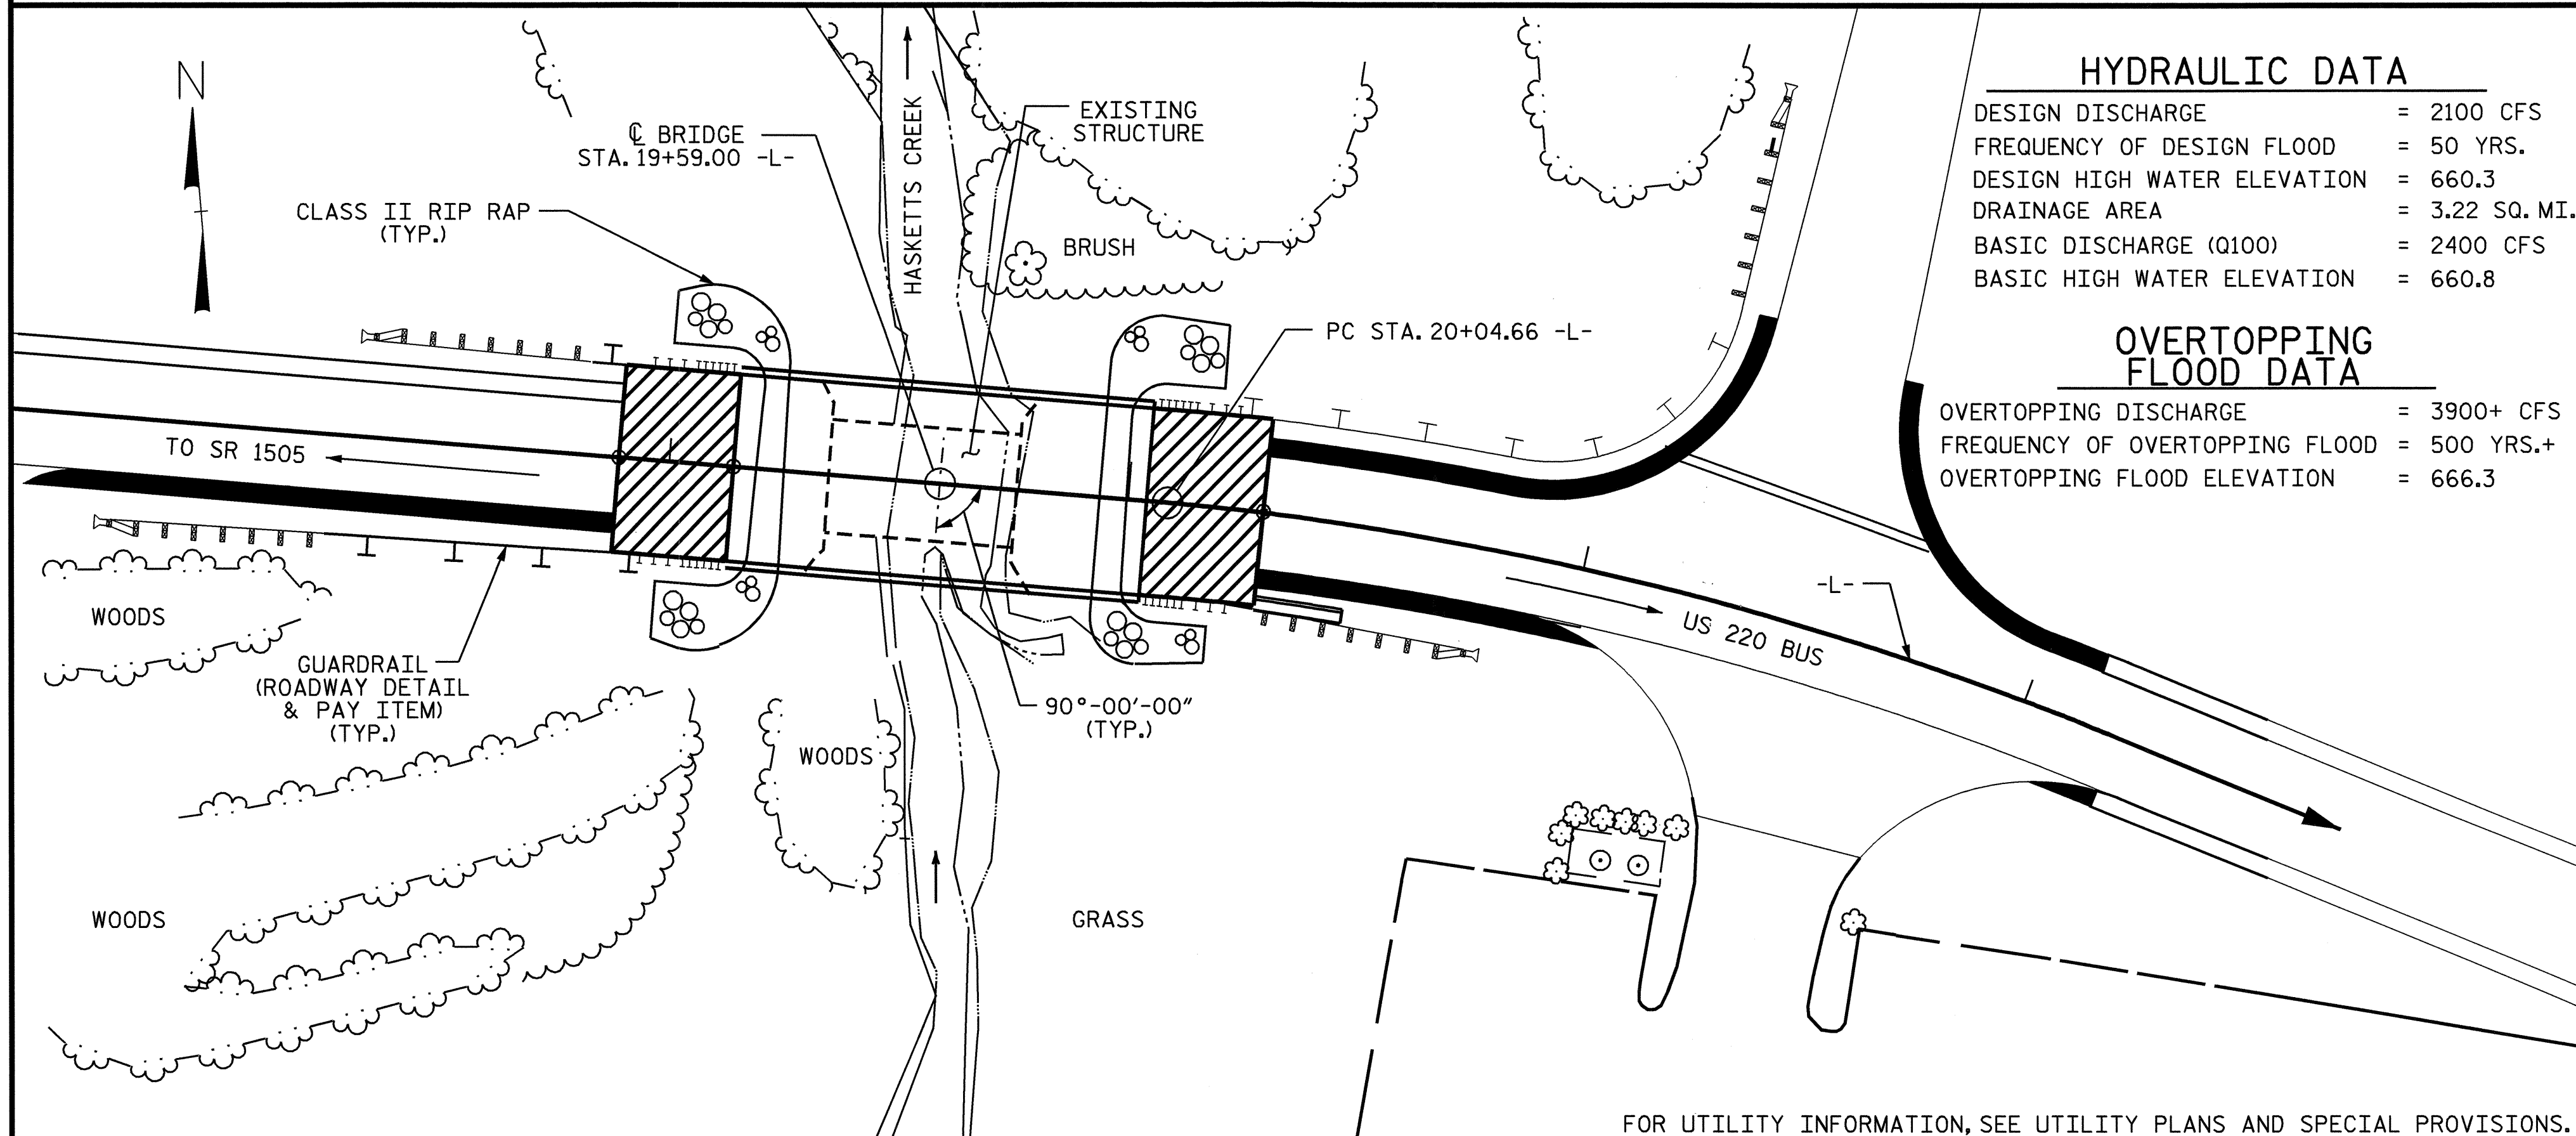 N
℄ BRIDGE
STA. 19+59.00 -L-
HASKETTS CREEK
EXISTING
STRUCTURE
CLASS II RIP RAP
(TYP.)
BRUSH
PC STA. 20+04.66 -L-
HYDRAULIC DATA
DESIGN DISCHARGE = 2100 CFS
FREQUENCY OF DESIGN FLOOD = 50 YRS.
DESIGN HIGH WATER ELEVATION = 660.3
DRAINAGE AREA = 3.22 SQ. MI.
BASIC DISCHARGE (Q100) = 2400 CFS
BASIC HIGH WATER ELEVATION = 660.8
OVERTOPPING
FLOOD DATA
OVERTOPPING DISCHARGE = 3900+ CFS
FREQUENCY OF OVERTOPPING FLOOD = 500 YRS.+
OVERTOPPING FLOOD ELEVATION = 666.3
TO SR 1505
WOODS
GUARDRAIL
(ROADWAY DETAIL
& PAY ITEM)
(TYP.)
90°-00'-00"
(TYP.)
-L-
US 220 BUS
WOODS
WOODS
GRASS
FOR UTILITY INFORMATION, SEE UTILITY PLANS AND SPECIAL PROVISIONS.